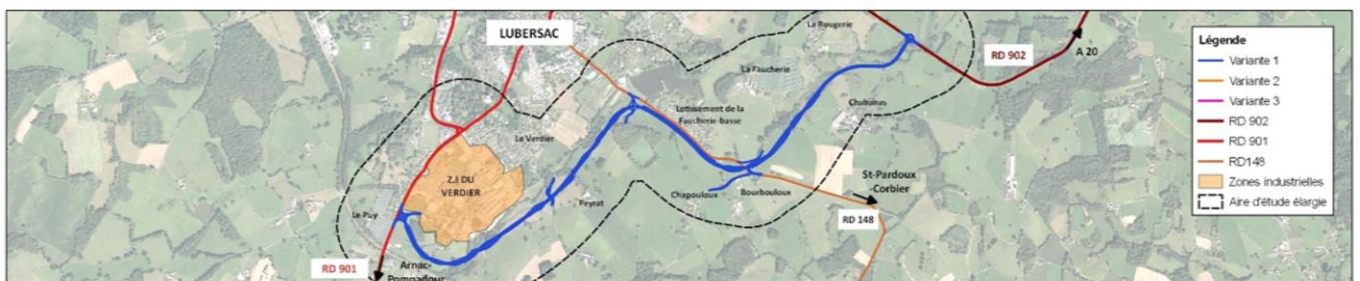 La Rougerie
LUBERSAC
RD 902
A 20
La Faucherie
Chabanas
Lotissement de la
Faucherie-basse
Le Verdier
Z.I DU
VERDIER
St-Pardoux
-Corbier
Chapouloux
Bourbouloux
Peyrat
Le Puy
RD 148
RD 901
Arnac-
Pompadour
Légende
Variante 1
Variante 2
Variante 3
RD 902
RD 901
RD148
Zones industrielles
Aire d'étude élargie